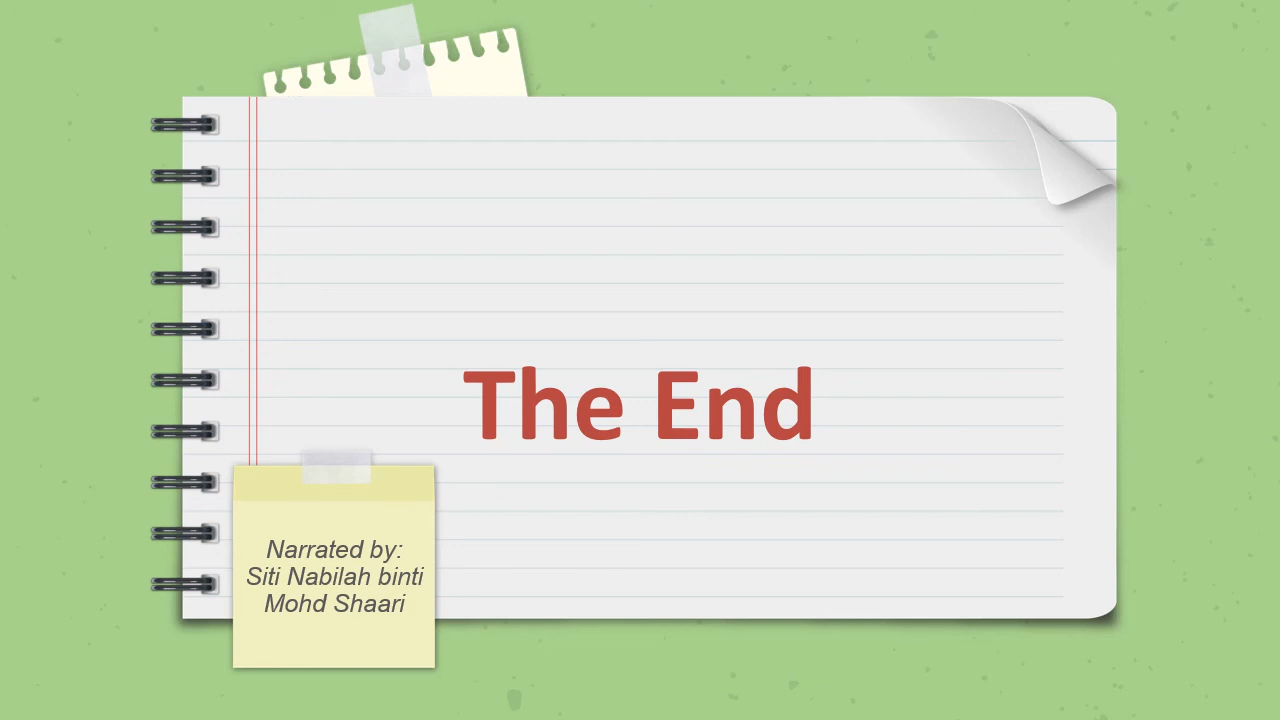 The End
Narrated by:
Siti Nabilah binti
Mohd Shaari